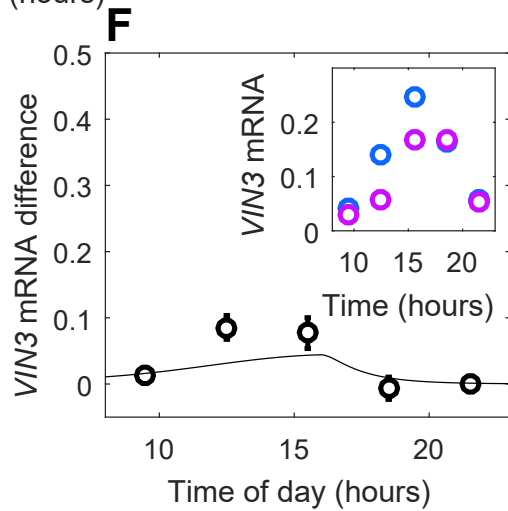 (hours)
F
0.5
0.4
0.3
0.2
0.1
0
VIN3 mRNA difference
10
15
20
Time of day (hours)
VIN3 mRNA
0.2
0.1
0
10
15
20
Time (hours)